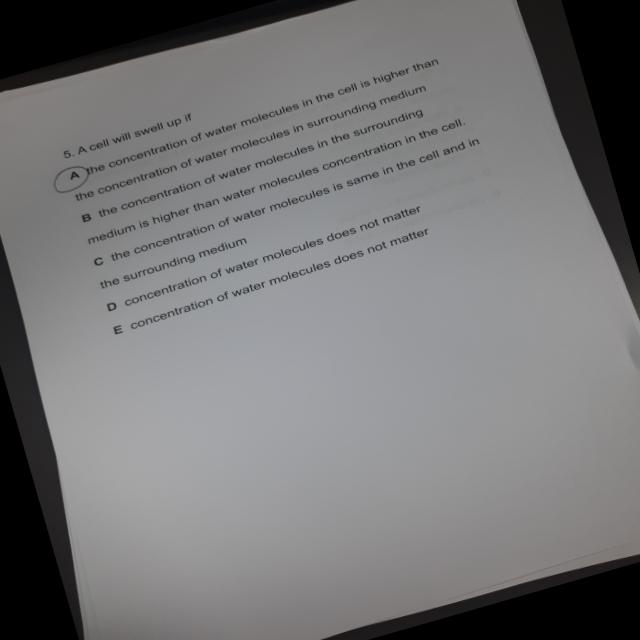 5. A cell will swell up if
A the concentration of water molecules in the cell is higher than
the concentration of water molecules in surrounding medium
B the concentration of water molecules in the surrounding
medium is higher than water molecules concentration in the cell.
C the concentration of water molecules is same in the cell and in
the surrounding medium
D concentration of water molecules does not matter
E concentration of water molecules does not matter